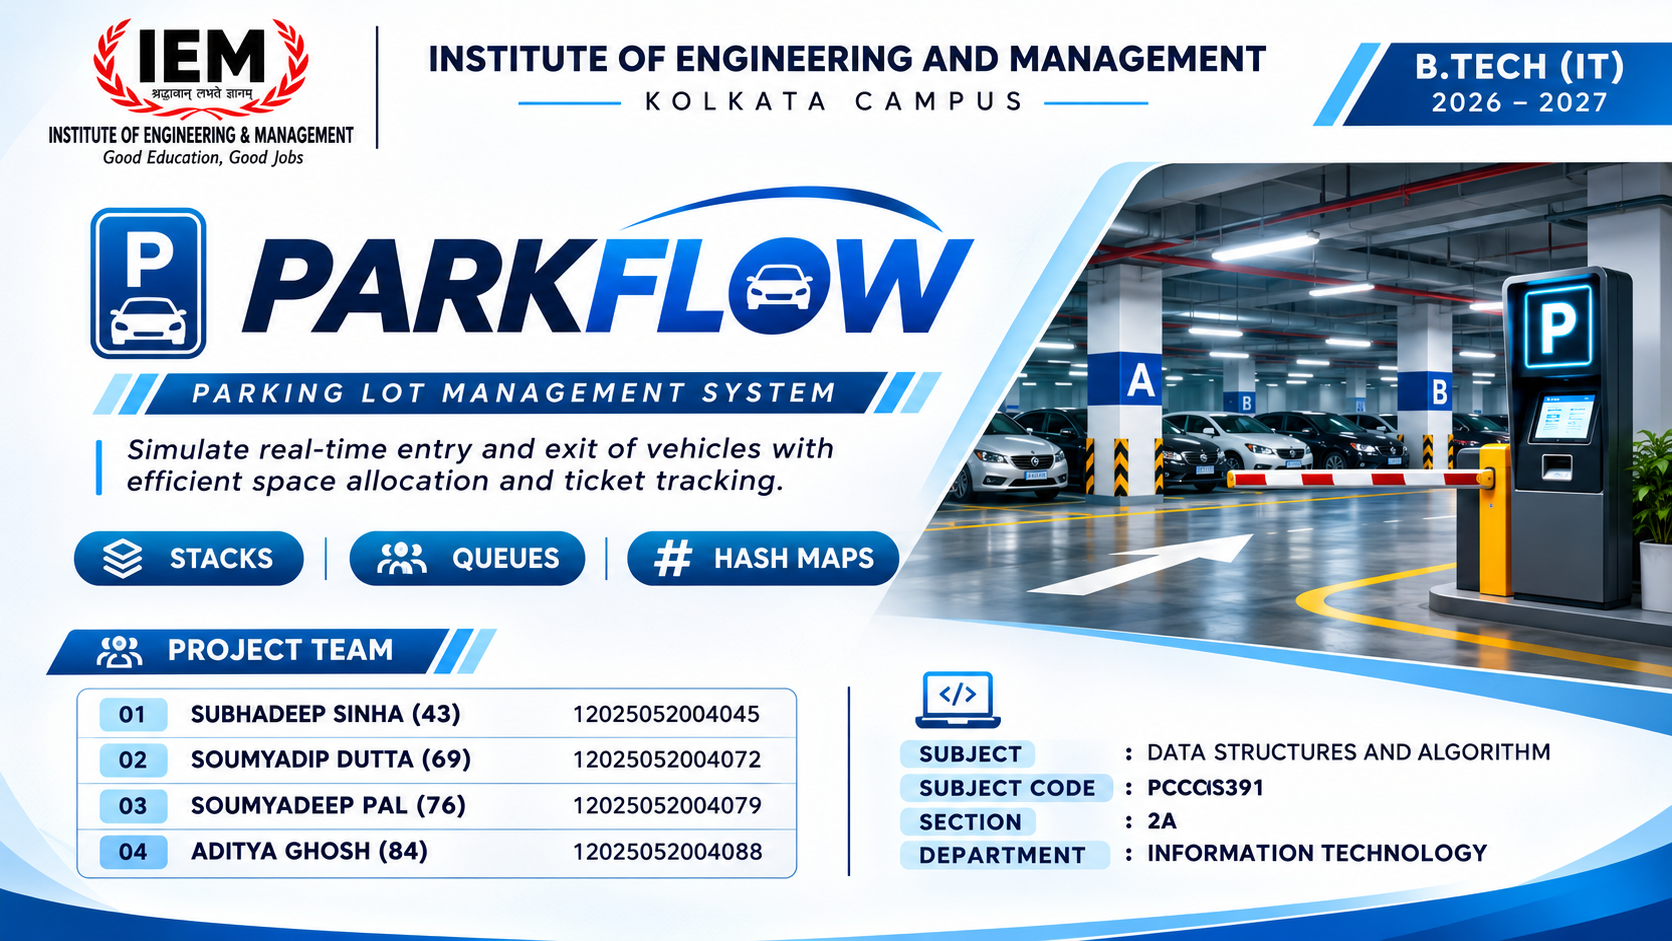 IEM
श्रद्धावान् लभते ज्ञानम्
INSTITUTE OF ENGINEERING & MANAGEMENT
Good Education, Good Jobs
INSTITUTE OF ENGINEERING AND MANAGEMENT
KOLKATA CAMPUS
B.TECH (IT)
2026 – 2027
P
PARKFLOW
PARKING LOT MANAGEMENT SYSTEM
Simulate real-time entry and exit of vehicles with
efficient space allocation and ticket tracking.
STACKS
QUEUES
# HASH MAPS
A
B
B
P
PROJECT TEAM
01 SUBHADEEP SINHA (43) 12025052004045
02 SOUMYADIP DUTTA (69) 12025052004072
03 SOUMYADEEP PAL (76) 12025052004079
04 ADITYA GHOSH (84) 12025052004088
</>
SUBJECT : DATA STRUCTURES AND ALGORITHM
SUBJECT CODE :
SECTION : 2A
DEPARTMENT : INFORMATION TECHNOLOGY